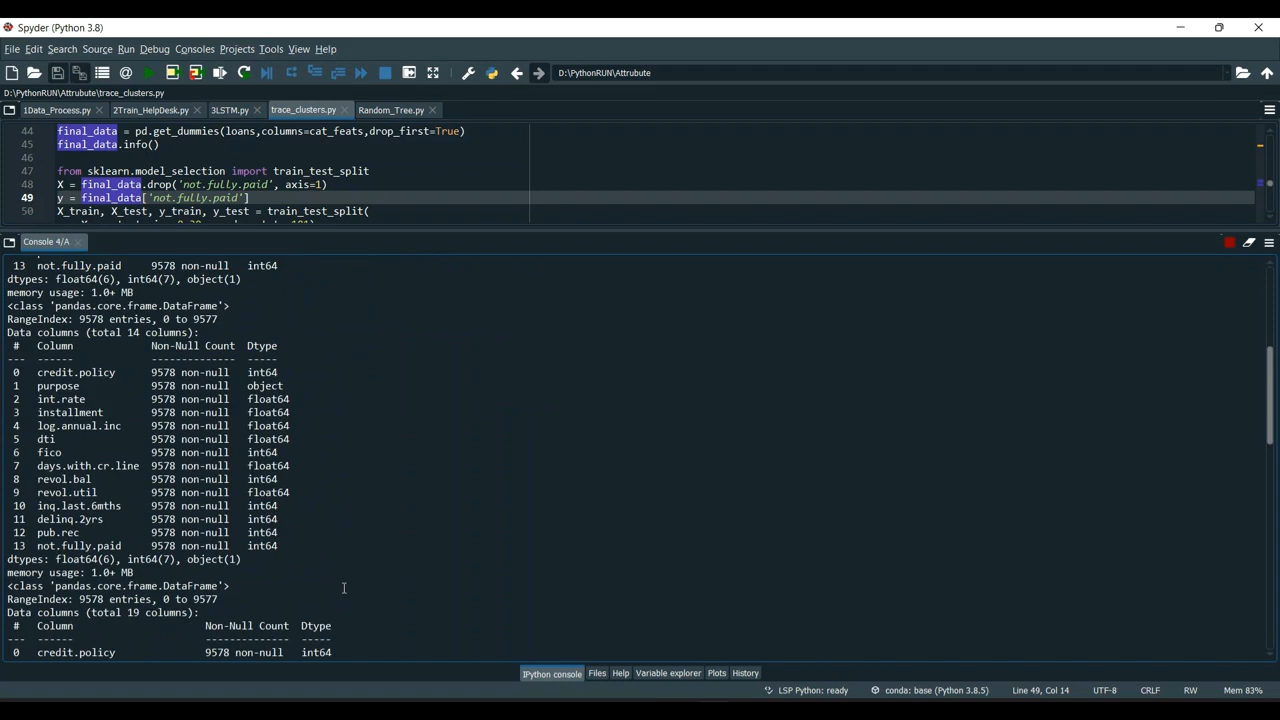 Spyder (Python 3.8)
File Edit Search Source Run Debug Consoles Projects Tools View Help
D:\PythonRUN\Attrubute
D:\PythonRUN\Attrubute\trace_clusters.py
1Data_Process.py 2Train_HelpDesk.py 3LSTM.py trace_clusters.py Random_Tree.py
44 final_data = pd.get_dummies(loans,columns=cat_feats,drop_first=True)
45 final_data.info()
46
47 from sklearn.model_selection import train_test_split
48 X = final_data.drop('not.fully.paid', axis=1)
49 y = final_data['not.fully.paid']
50 X_train, X_test, y_train, y_test = train_test_split(
Console 4/A
13 not.fully.paid 9578 non-null int64
dtypes: float64(6), int64(7), object(1)
memory usage: 1.0+ MB
<class 'pandas.core.frame.DataFrame'>
RangeIndex: 9578 entries, 0 to 9577
Data columns (total 14 columns):
# Column Non-Null Count Dtype
--- ------ -------------- -----
0 credit.policy 9578 non-null int64
1 purpose 9578 non-null object
2 int.rate 9578 non-null float64
3 installment 9578 non-null float64
4 log.annual.inc 9578 non-null float64
5 dti 9578 non-null float64
6 fico 9578 non-null int64
7 days.with.cr.line 9578 non-null float64
8 revol.bal 9578 non-null int64
9 revol.util 9578 non-null float64
10 inq.last.6mths 9578 non-null int64
11 delinq.2yrs 9578 non-null int64
12 pub.rec 9578 non-null int64
13 not.fully.paid 9578 non-null int64
dtypes: float64(6), int64(7), object(1)
memory usage: 1.0+ MB
<class 'pandas.core.frame.DataFrame'>
RangeIndex: 9578 entries, 0 to 9577
Data columns (total 19 columns):
# Column Non-Null Count Dtype
--- ------ -------------- -----
0 credit.policy 9578 non-null int64
IPython console Files Help Variable explorer Plots History
LSP Python: ready conda: base (Python 3.8.5) Line 49, Col 14 UTF-8 CRLF RW Mem 83%